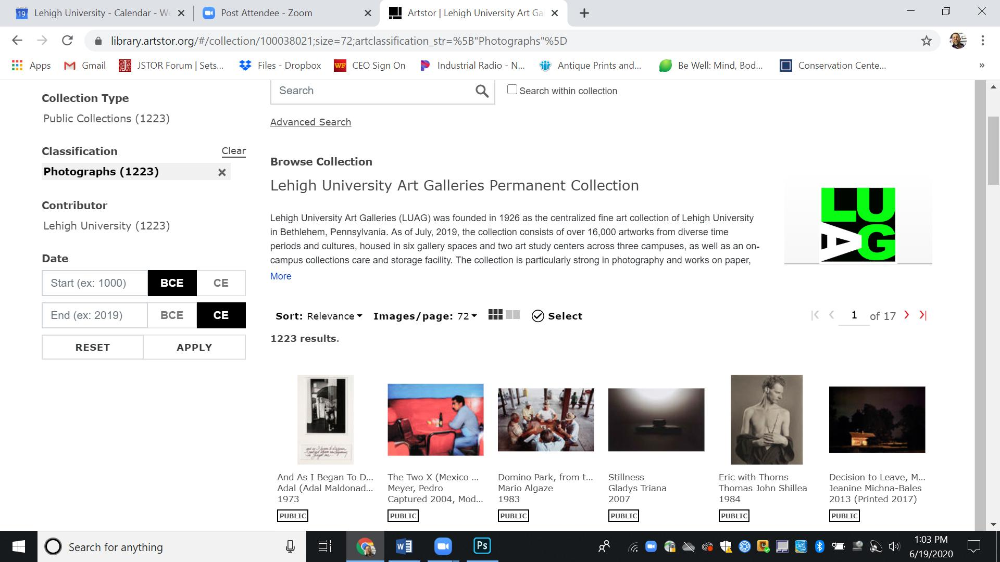 19 Lehigh University - Calendar - We
Post Attendee - Zoom
Artstor | Lehigh University Art Ga
library.artstor.org/#/collection/100038021;size=72;artclassification_str=%5B"Photographs"%5D
Apps
Gmail
JSTOR Forum | Sets...
Files - Dropbox
WF CEO Sign On
Industrial Radio - N...
Antique Prints and...
Be Well: Mind, Bod...
Conservation Cente...
»
Collection Type
Public Collections (1223)
Classification Clear
Photographs (1223)
Contributor
Lehigh University (1223)
Date
Start (ex: 1000) BCE CE
End (ex: 2019) BCE CE
RESET APPLY
Search
Search within collection
Advanced Search
Browse Collection
Lehigh University Art Galleries Permanent Collection
Lehigh University Art Galleries (LUAG) was founded in 1926 as the centralized fine art collection of Lehigh University
in Bethlehem, Pennsylvania. As of July, 2019, the collection consists of over 16,000 artworks from diverse time
periods and cultures, housed in six gallery spaces and two art study centers across three campuses, as well as an on-
campus collections care and storage facility. The collection is particularly strong in photography and works on paper,
More
LU
AG
Sort: Relevance Images/page: 72 Select
1 of 17
1223 results.
And As I Began To D...
Adal (Adal Maldonad...
1973
PUBLIC
The Two X (Mexico ...
Meyer, Pedro
Captured 2004, Mod...
PUBLIC
Domino Park, from t...
Mario Algaze
1983
PUBLIC
Stillness
Gladys Triana
2007
PUBLIC
Eric with Thorns
Thomas John Shillea
1984
PUBLIC
Decision to Leave, M...
Jeanine Michna-Bales
2013 (Printed 2017)
PUBLIC
Search for anything
Ps
1:03 PM
6/19/2020